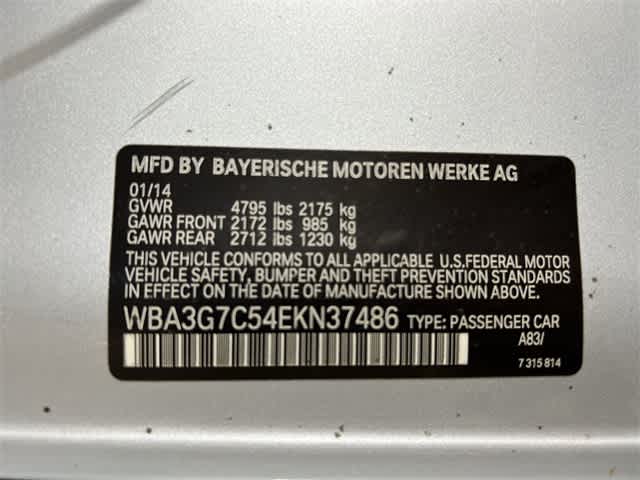 MFD BY BAYERISCHE MOTOREN WERKE AG
01/14
GVWR 4795 lbs 2175 kg
GAWR FRONT 2172 lbs 985 kg
GAWR REAR 2712 lbs 1230 kg
THIS VEHICLE CONFORMS TO ALL APPLICABLE U.S.FEDERAL MOTOR
VEHICLE SAFETY, BUMPER AND THEFT PREVENTION STANDARDS
IN EFFECT ON THE DATE OF MANUFACTURE SHOWN ABOVE.
WBA3G7C54EKN37486 TYPE: PASSENGER CAR
A83/
7 315 814